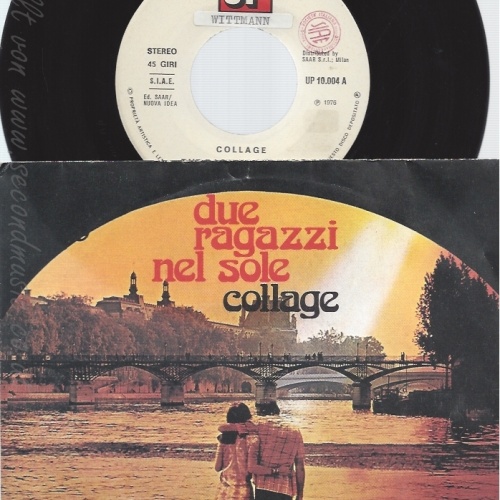 WITTMANN
STEREO
45 GIRI
S.I.A.E.
Ed. SAAR/
NUOVA IDEA
Distributed by
SAAR S.r.l.; Milan
UP 10.004 A
℗ 1976
COLLAGE
due
ragazzi
nel sole
collage